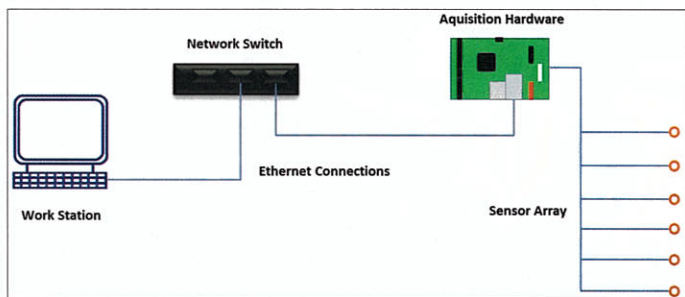 Aquisition Hardware
Network Switch
Ethernet Connections
Work Station
Sensor Array